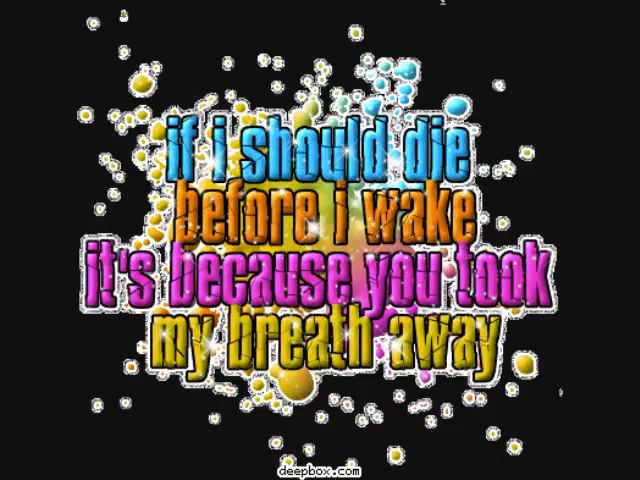 if i should die
before i wake
it's because you took
my breath away
deepbox.com